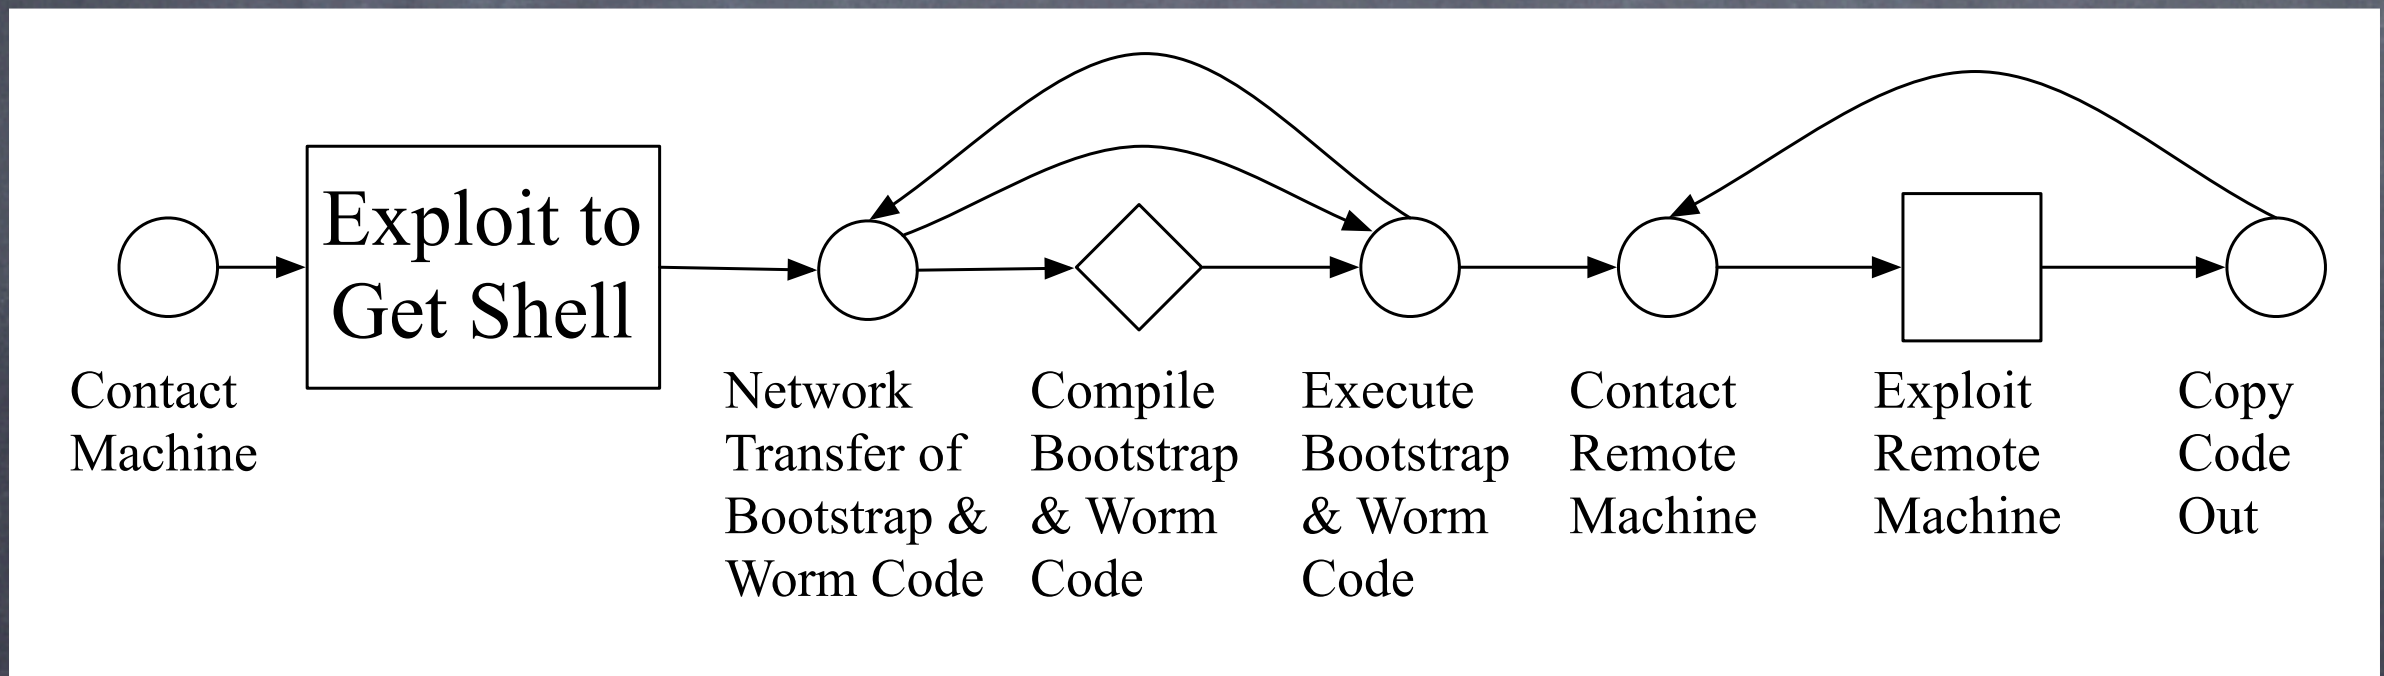 Exploit to
Get Shell
Contact
Machine
Network
Transfer of
Bootstrap &
Worm Code
Compile
Bootstrap
& Worm
Code
Execute
Bootstrap
& Worm
Code
Contact
Remote
Machine
Exploit
Remote
Machine
Copy
Code
Out